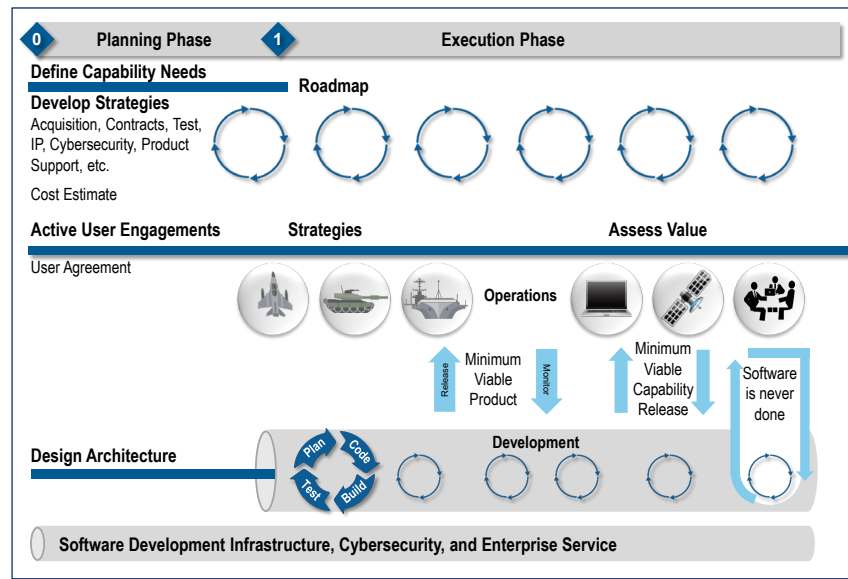 0
Planning Phase
1
Execution Phase
Define Capability Needs
Roadmap
Develop Strategies
Acquisition, Contracts, Test,
IP, Cybersecurity, Product
Support, etc.
Cost Estimate
Active User Engagements
Strategies
Assess Value
User Agreement
Operations
Release
Minimum
Viable
Product
Monitor
Minimum
Viable
Capability
Release
Software
is never
done
Design Architecture
Development
Plan
Code
Build
Test
Software Development Infrastructure, Cybersecurity, and Enterprise Service